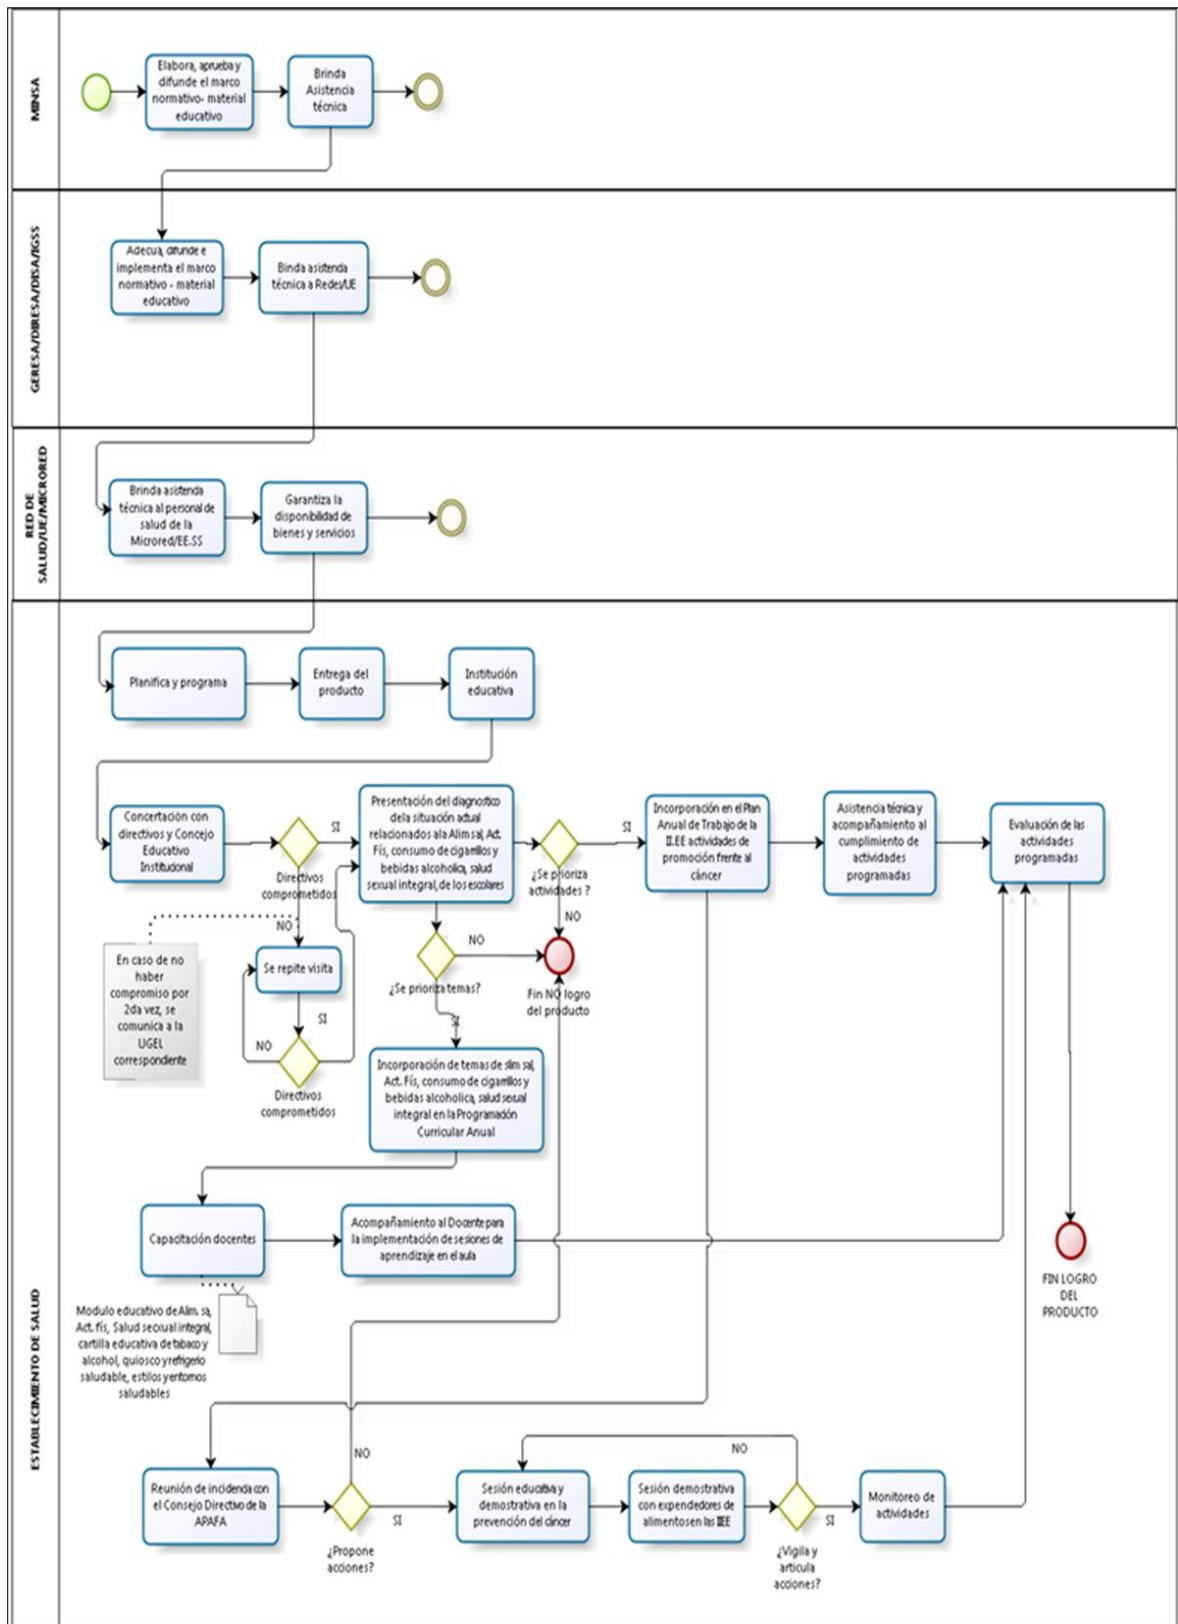 MINSA
Elabora, aprueba y
difunde el marco
normativo- material
educativo
Brinda
Asistencia
técnica
GERESA/DIRESA/DISA/IGSS
Adecua, difunde e
implementa el marco
normativo - material
educativo
Binda asistencia
técnica a Redes/UE
RED DE
SALUD/UE/MICRORED
Brinda asistencia
técnica al personal de
salud de la
Microred/EE.SS
Garantiza la
disponibilidad de
bienes y servicios
ESTABLECIMIENTO DE SALUD
Planifica y programa
Entrega del
producto
Institución
educativa
Concertación con
directivos y Concejo
Educativo
Institucional
SI
Directivos
comprometidos
NO
Presentación del diagnostico
dela situación actual
relacionados ala Alim sal, Act.
Fís, consumo de cigarrillos y
bebidas alcoholica, salud
sexual integral, de los escolares
SI
¿Se prioriza
actividades ?
NO
Incorporación en el Plan
Anual de Trabajo de la
II.EE actividades de
promoción frente al
cáncer
Asistencia técnica y
acompañamiento al
cumplimiento de
actividades
programadas
Evaluación de las
actividades
programadas
En caso de no
haber
compromiso por
2da vez, se
comunica a la
UGEL
correspondiente
Se repite visita
SI
NO
Directivos
comprometidos
NO
¿Se prioriza temas?
SI
Fin NO logro
del producto
Incorporación de temas de slim sal,
Act. Fís, consumo de cigarrillos y
bebidas alcoholica, salud sexual
integral en la Programación
Curricular Anual
Capacitación docentes
Acompañamiento al Docente para
la implementación de sesiones de
aprendizaje en el aula
FIN LOGRO
DEL
PRODUCTO
Modulo educativo de Alim. sa,
Act. fís, Salud secxual integral,
cartilla educativa de tabaco y
alcohol, quiosco y refrigerio
saludable, estilos y entornos
saludables
Reunión de incidencia con
el Consejo Directivo de la
APAFA
NO
SI
¿Propone
acciones?
Sesión educativa y
demostrativa en la
prevención del cáncer
Sesión demostrativa
con expendedores de
alimentos en las IIEE
NO
SI
¿Vigila y
articula
acciones?
Monitoreo de
actividades